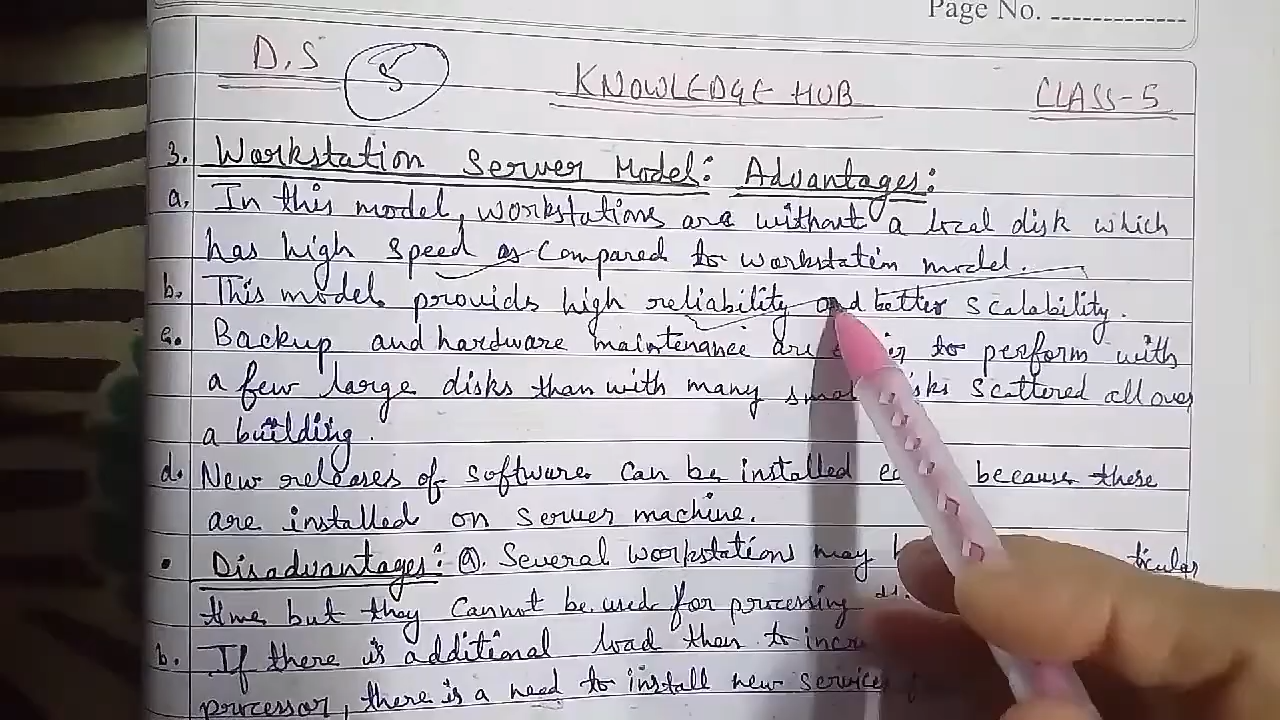 Page No.
D.S 5 KNOWLEDGE HUB CLASS-5
3. Workstation Server Model: Advantages:
a. In this model, workstations are without a local disk which
has high speed as compared to workstation model.
b. This model provids high reliability and better scalability.
c. Backup and hardware maintenance are to perform with
a few large disks than with many small disks scattered all over
a building.
d. New releases of software can be installed because these
are installed on server machine.
• Disadvantages: a. Several workstations may
time but they cannot be used for processing
b. If there is additional load then to
processor, there is a need to install new services